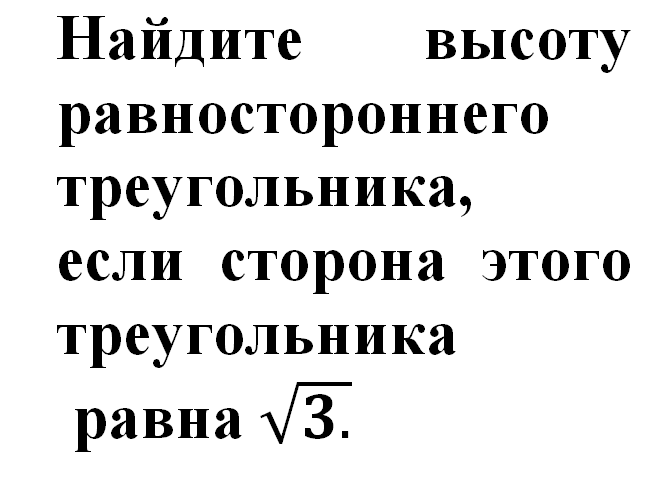 Найдите высоту
равностороннего
треугольника,
если сторона этого
треугольника
равна √3.